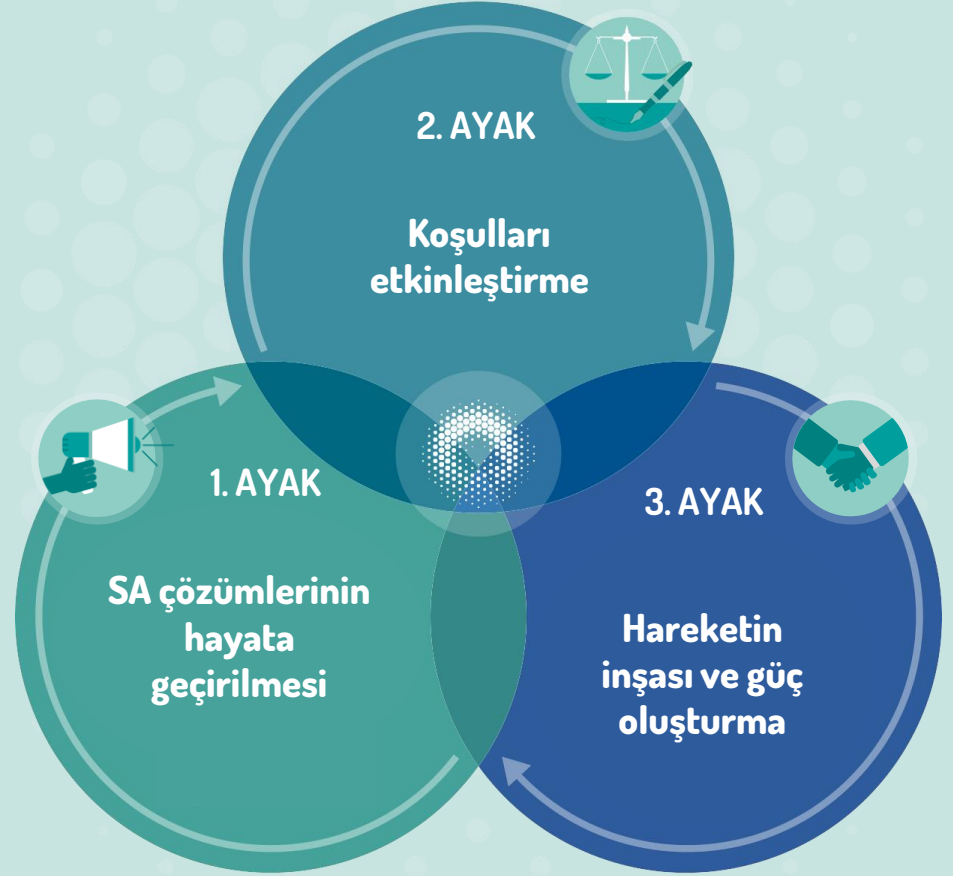 2. AYAK
Koşulları
etkinleştirme
1. AYAK
SA çözümlerinin
hayata
geçirilmesi
3. AYAK
Hareketin
inşası ve güç
oluşturma